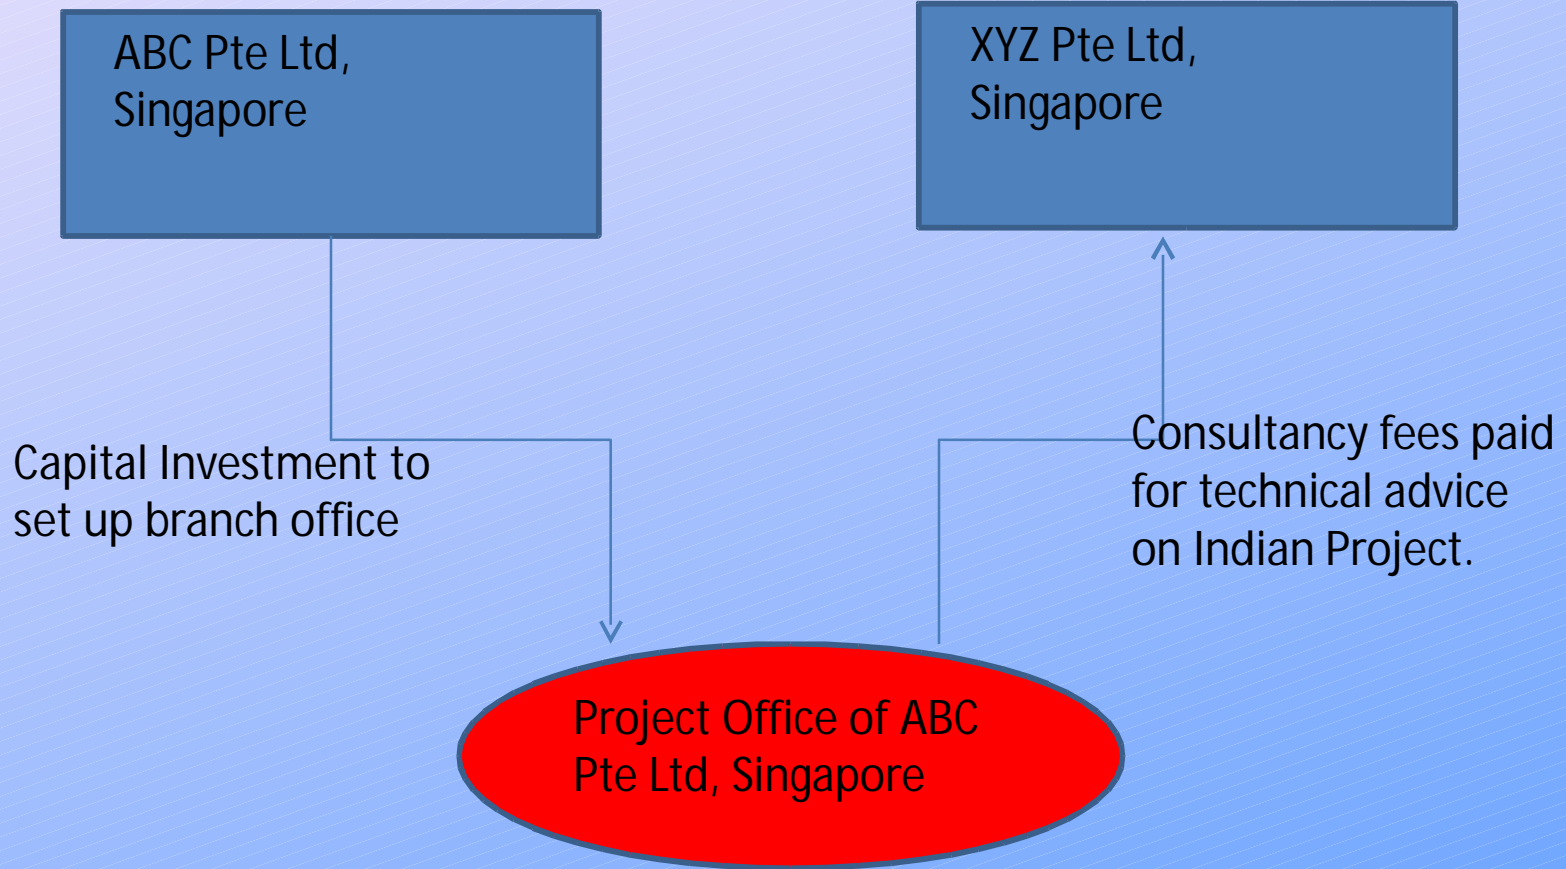 ABC Pte Ltd,
Singapore
XYZ Pte Ltd,
Singapore
Capital Investment to
set up branch office
Consultancy fees paid
for technical advice
on Indian Project.
Project Office of ABC
Pte Ltd, Singapore